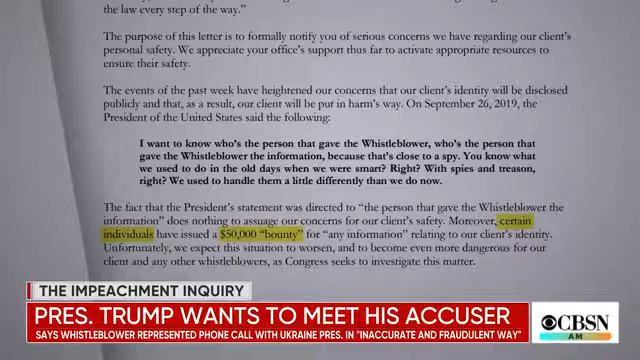 the law every step of the way."
The purpose of this letter is to formally notify you of serious concerns we have regarding our client's
personal safety. We appreciate your office's support thus far to activate appropriate resources to
ensure their safety.
The events of the past week have heightened our concerns that our client's identity will be disclosed
publicly and that, as a result, our client will be put in harm's way. On September 26, 2019, the
President of the United States said the following:
I want to know who's the person that gave the Whistleblower, who's the person that
gave the Whistleblower the information, because that's close to a spy. You know what
we used to do in the old days when we were smart? Right? With spies and treason,
right? We used to handle them a little differently than we do now.
The fact that the President's statement was directed to "the person that gave the Whistleblower the
information" does nothing to assuage our concerns for our client's safety. Moreover, certain
individuals have issued a $50,000 "bounty" for "any information" relating to our client's identity.
Unfortunately, we expect this situation to worsen, and to become even more dangerous for our
client and any other whistleblowers, as Congress seeks to investigate this matter.
THE IMPEACHMENT INQUIRY
PRES. TRUMP WANTS TO MEET HIS ACCUSER
SAYS WHISTLEBLOWER REPRESENTED PHONE CALL WITH UKRAINE PRES. IN "INACCURATE AND FRAUDULENT WAY"
CBSN
AM